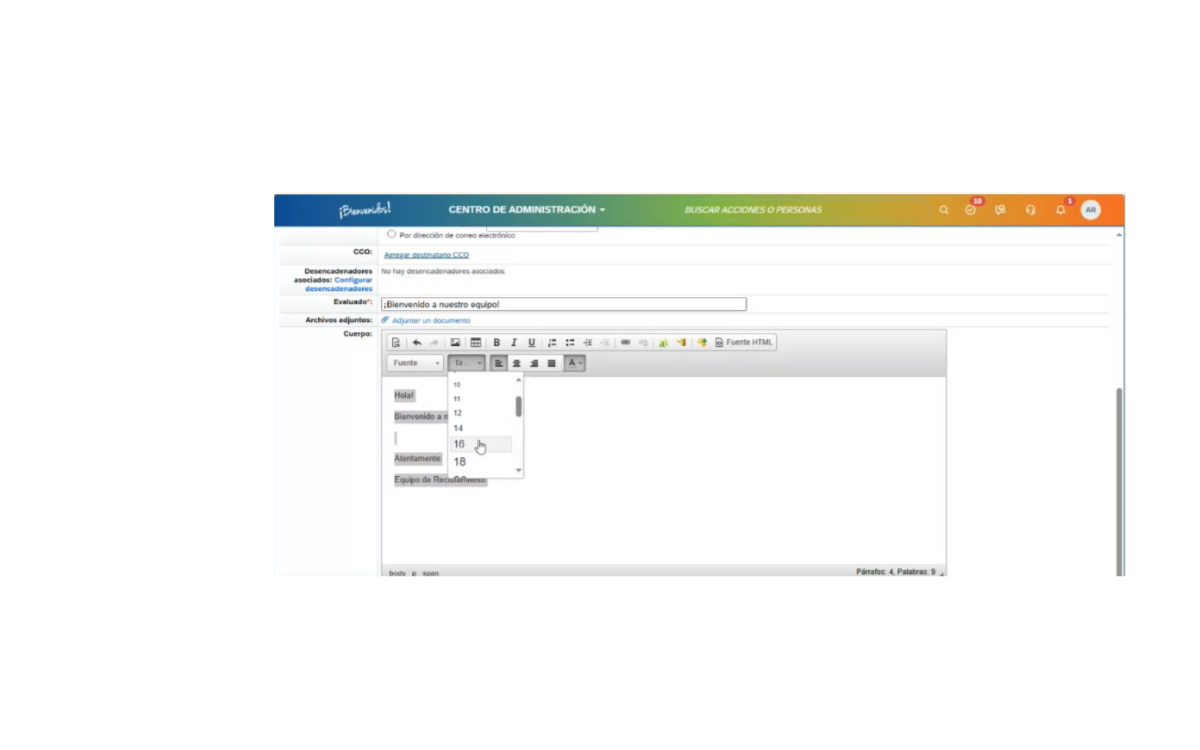 ¡Bienvenid@s!
CENTRO DE ADMINISTRACIÓN
BUSCAR ACCIONES O PERSONAS
10
1
AR
Por dirección de correo electrónico
CCO:
Agregar destinatario CCO
Desencadenadores asociados: Configurar desencadenadores
No hay desencadenadores asociados
Evaluado*:
¡Bienvenido a nuestro equipo!
Archivos adjuntos:
Adjuntar un documento
Cuerpo:
B I U
Fuente HTML
Fuente
Ta...
A
10
11
12
14
16
18
Hola!
Bienvenido a n
Atentamente
Equipo de Reclutamiento
body p span
Párrafos: 4, Palabras: 9